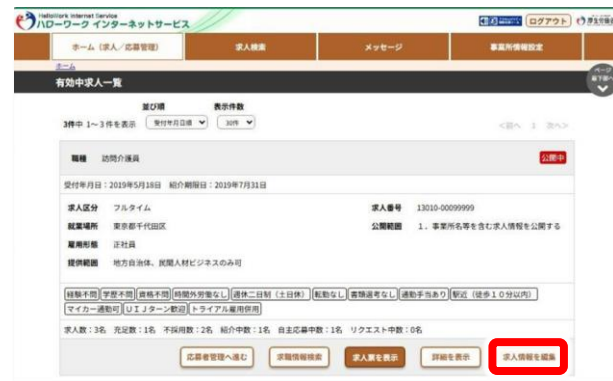 HelloWork Internet Service
ハローワーク インターネットサービス
ログアウト
ホーム（求人／応募管理） 求人検索 メッセージ 事業所情報設定
ホーム
有効中求人一覧
並び順 表示件数
3件中 1～3 件を表示 受付年月日順 30件 <前へ 1 次へ>
職種 訪問介護員 公開中
受付年月日：2019年5月18日 紹介期限日：2019年7月31日
求人区分 フルタイム 求人番号 13010-00099999
就業場所 東京都千代田区 公開範囲 1．事業所名等を含む求人情報を公開する
雇用形態 正社員
提供範囲 地方自治体、民間人材ビジネスのみ可
経験不問 学歴不問 資格不問 時間外労働なし 週休二日制（土日休） 転勤なし 書類選考なし 通勤手当あり 駅近（徒歩１０分以内）
マイカー通勤可 ＵＩＪターン歓迎 トライアル雇用併用
求人数：3名 充足数：1名 不採用数：2名 紹介中数：1名 自主応募中数：1名 リクエスト中数：0名
応募者管理へ進む 求職情報検索 求人票を表示 詳細を表示 求人情報を編集